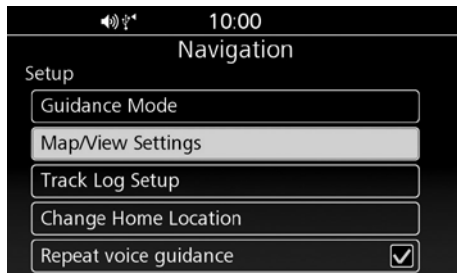 10:00
Navigation
Setup
Guidance Mode
Map/View Settings
Track Log Setup
Change Home Location
Repeat voice guidance